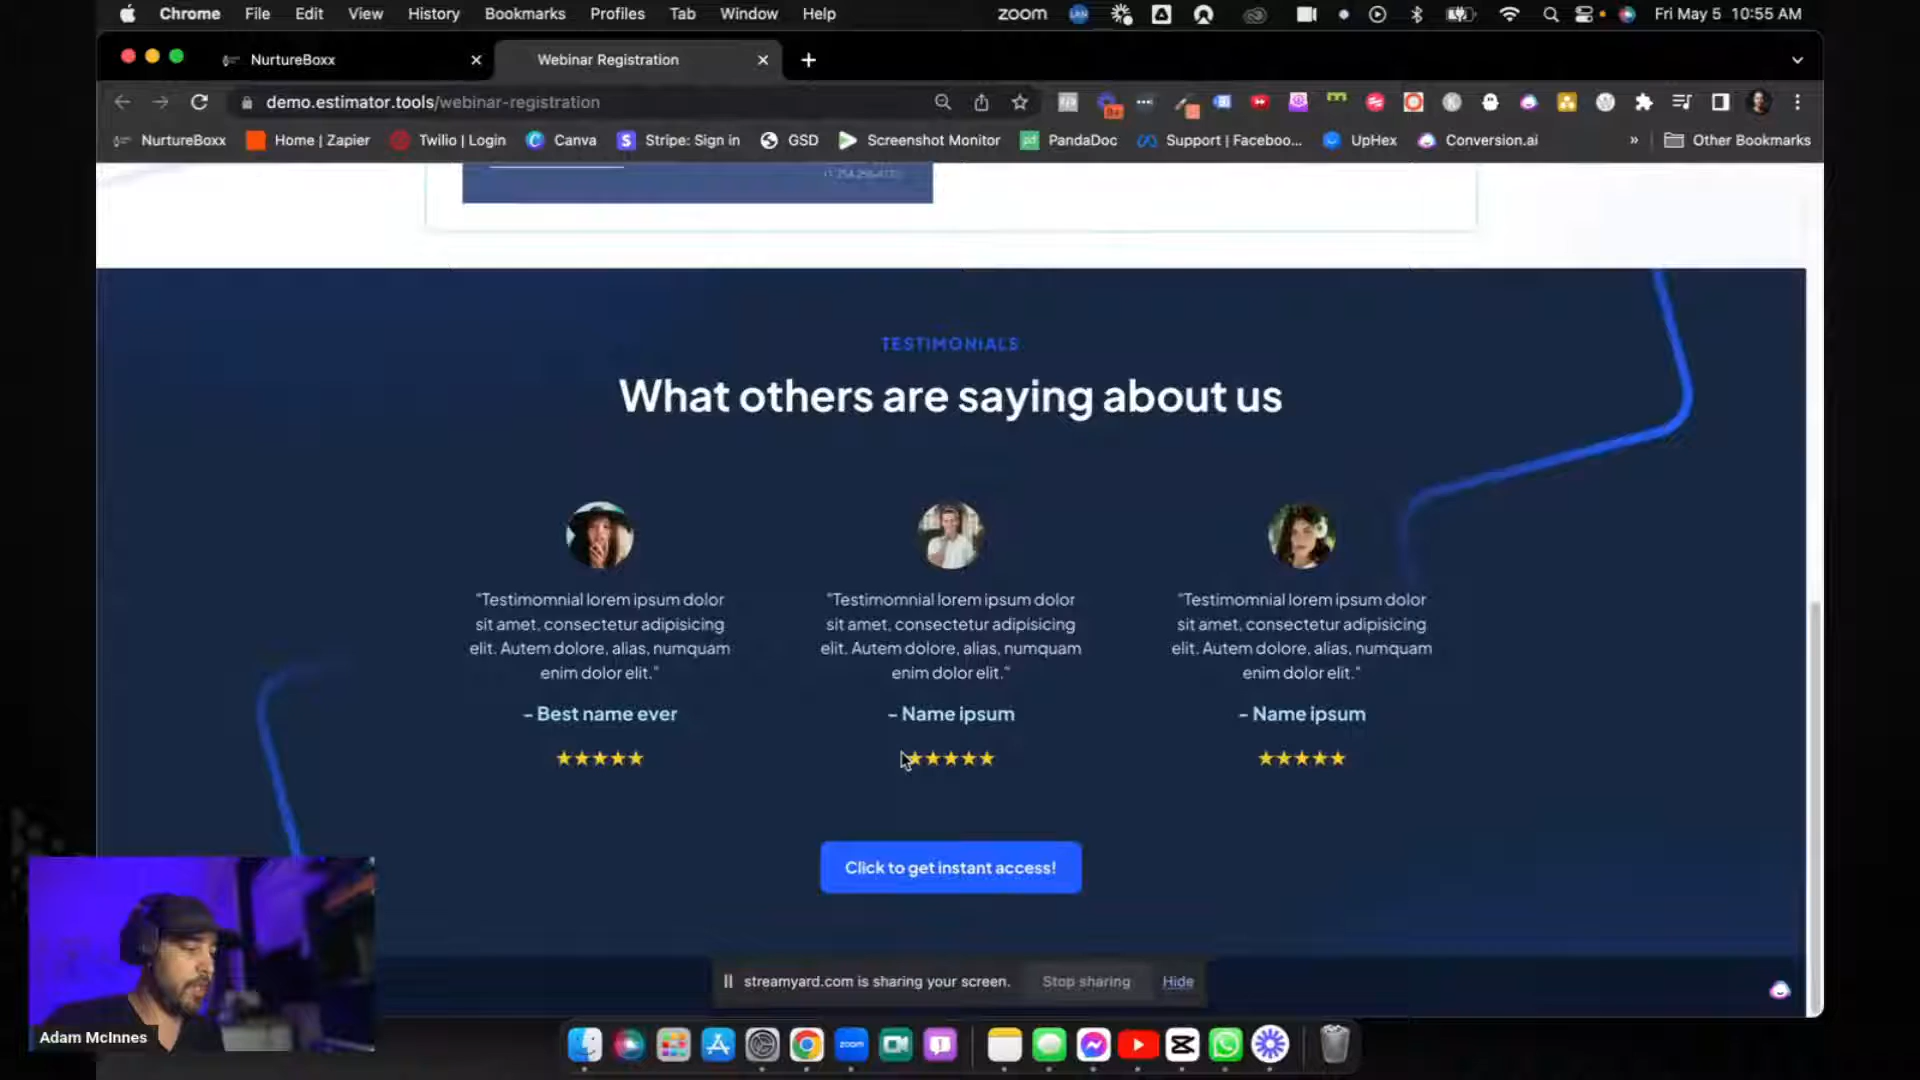 Chrome File Edit View History Bookmarks Profiles Tab Window Help zoom Fri May 5 10:55 AM
NurtureBoxx Webinar Registration
demo.estimator.tools/webinar-registration
NurtureBoxx Home | Zapier Twilio | Login Canva Stripe: Sign in GSD Screenshot Monitor PandaDoc Support | Faceboo... UpHex Conversion.ai » Other Bookmarks
TESTIMONIALS
What others are saying about us
"Testimomnial lorem ipsum dolor
sit amet, consectetur adipisicing
elit. Autem dolore, alias, numquam
enim dolor elit."
- Best name ever
★★★★★
"Testimomnial lorem ipsum dolor
sit amet, consectetur adipisicing
elit. Autem dolore, alias, numquam
enim dolor elit."
- Name ipsum
★★★★★
"Testimomnial lorem ipsum dolor
sit amet, consectetur adipisicing
elit. Autem dolore, alias, numquam
enim dolor elit."
- Name ipsum
★★★★★
Click to get instant access!
streamyard.com is sharing your screen. Stop sharing Hide
Adam McInnes
zoom